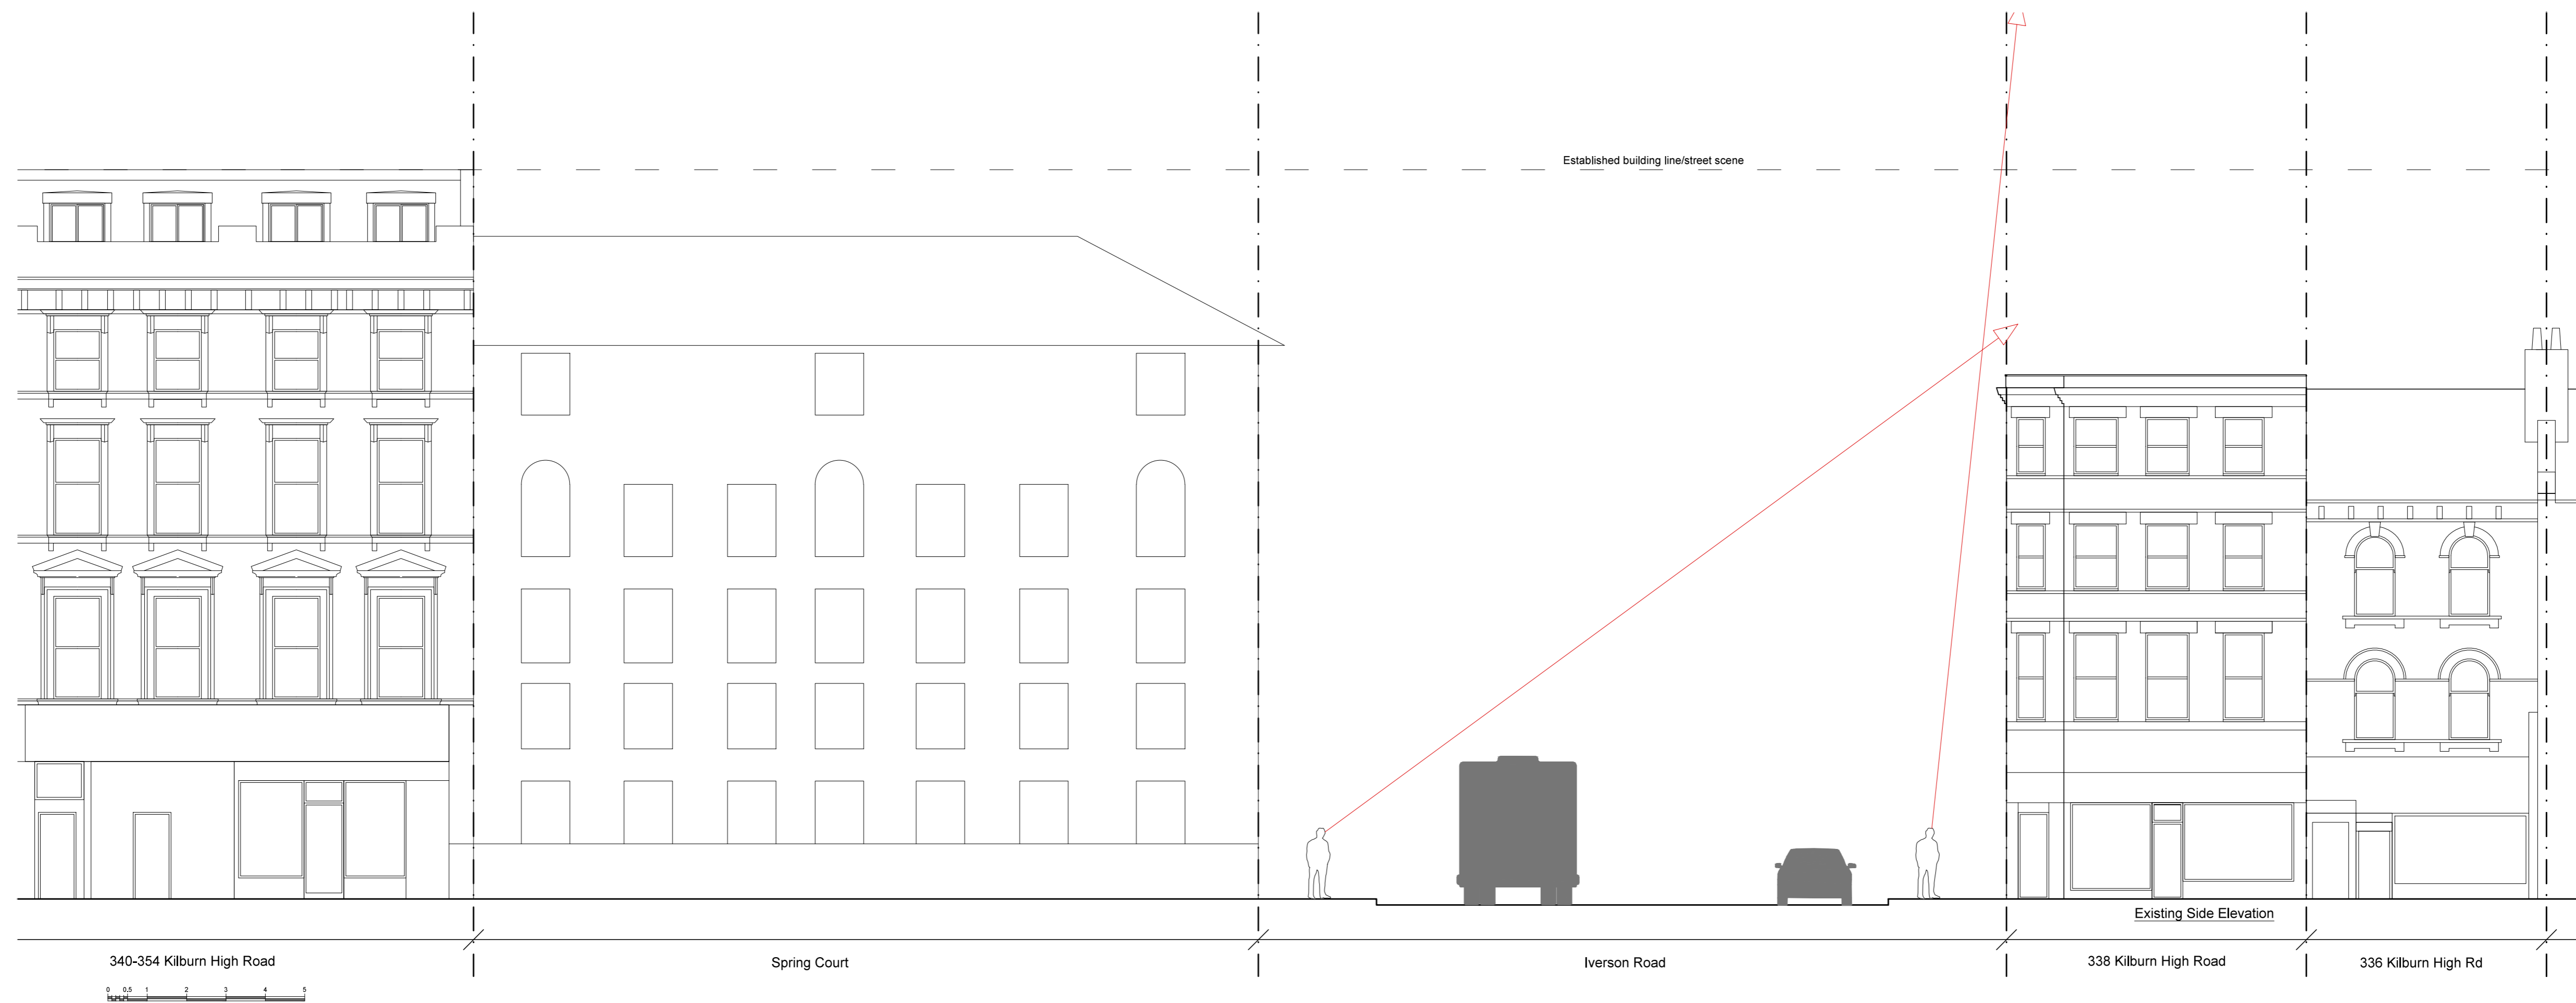 Established building line/street scene
Existing Side Elevation
340-354 Kilburn High Road
Spring Court
Iverson Road
338 Kilburn High Road
336 Kilburn High Rd
0 0.5 1 2 3 4 5